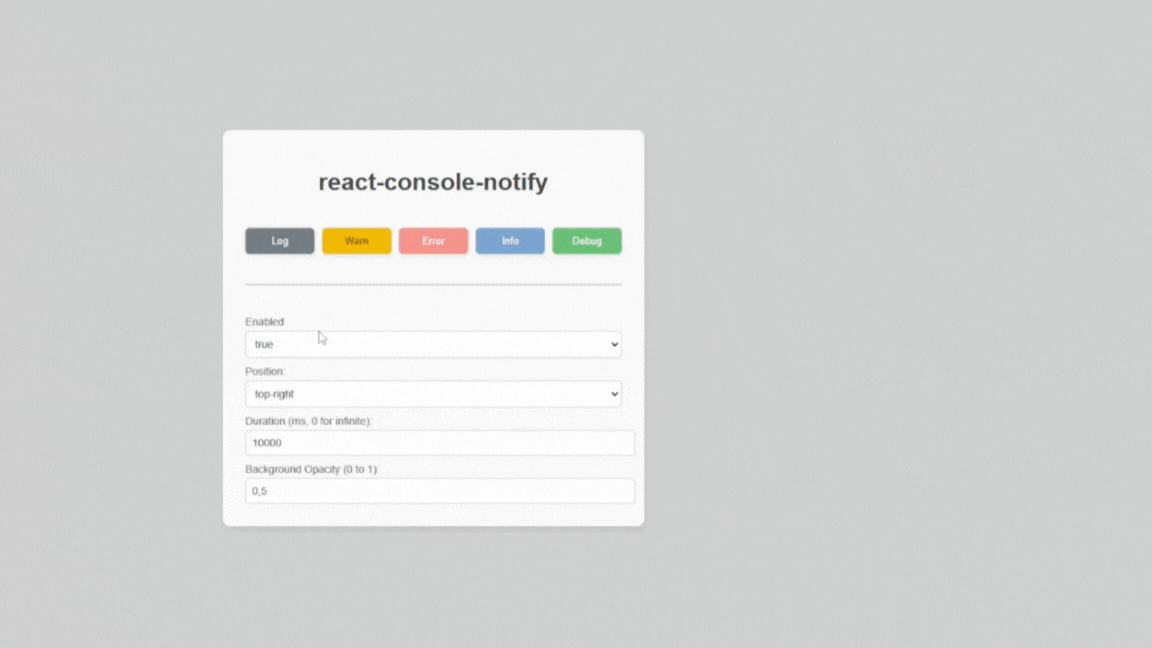 react-console-notify
Log Warn Error Info Debug
Enabled
true
Position:
top-right
Duration (ms, 0 for infinite):
10000
Background Opacity (0 to 1):
0,5